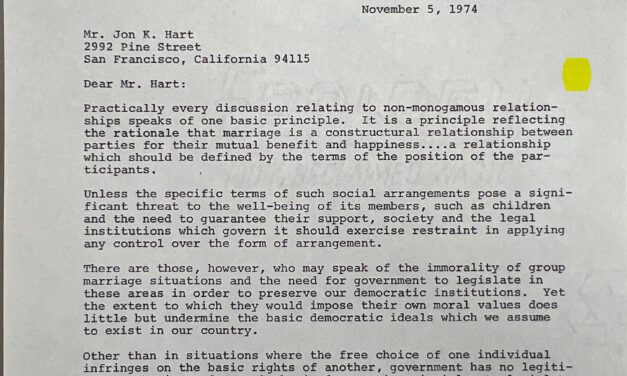 November 5, 1974
Mr. Jon K. Hart
2992 Pine Street
San Francisco, California 94115
Dear Mr. Hart:
Practically every discussion relating to non-monogamous relation-
ships speaks of one basic principle.  It is a principle reflecting
the rationale that marriage is a constructural relationship between
parties for their mutual benefit and happiness....a relationship
which should be defined by the terms of the position of the par-
ticipants.
Unless the specific terms of such social arrangements pose a signi-
ficant threat to the well-being of its members, such as children
and the need to guarantee their support, society and the legal
institutions which govern it should exercise restraint in applying
any control over the form of arrangement.
There are those, however, who may speak of the immorality of group
marriage situations and the need for government to legislate in
these areas in order to preserve our democratic institutions.  Yet
the extent to which they would impose their own moral values does
little but undermine the basic democratic ideals which we assume
to exist in our country.
Other than in situations where the free choice of one individual
infringes on the basic rights of another, government has no legiti-